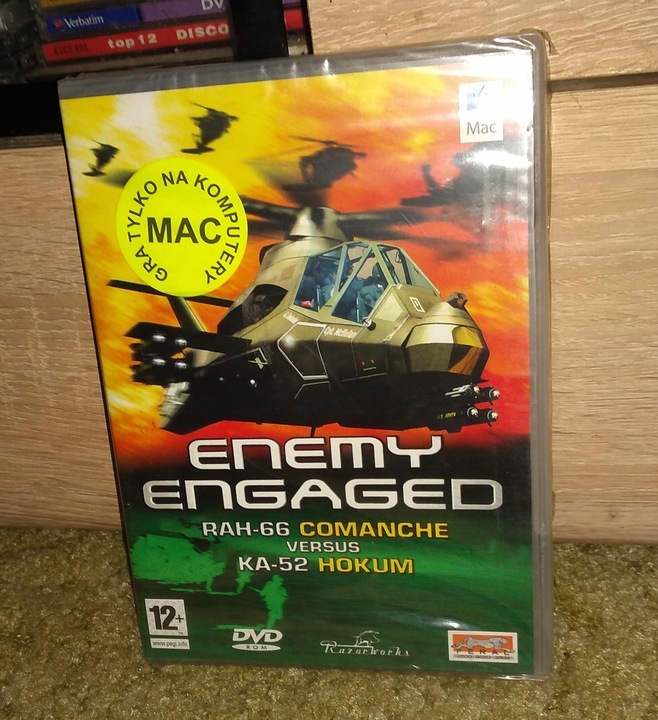 DV
Verbatim
top 12 DISCO
Mac
GRA TYLKO NA KOMPUTERY
MAC
ENEMY
ENGAGED
RAH-66 COMANCHE
VERSUS
KA-52 HOKUM
12+
www.pegi.info
DVD
ROM
Razorworks
FERAL